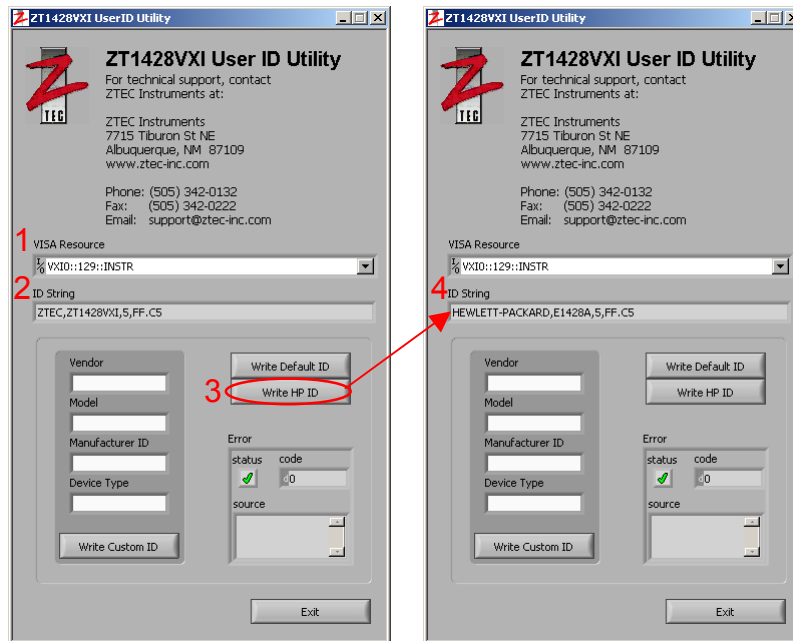 ZT1428VXI UserID Utility
ZTEC
ZT1428VXI User ID Utility
For technical support, contact
ZTEC Instruments at:
ZTEC Instruments
7715 Tiburon St NE
Albuquerque, NM 87109
www.ztec-inc.com
Phone: (505) 342-0132
Fax: (505) 342-0222
Email: support@ztec-inc.com
1
VISA Resource
I/O VXI0::129::INSTR
2
ID String
ZTEC,ZT1428VXI,5,FF.C5
Vendor
Model
Manufacturer ID
Device Type
Write Custom ID
Write Default ID
3
Write HP ID
Error
status code
d 0
source
Exit
ZT1428VXI UserID Utility
ZTEC
ZT1428VXI User ID Utility
For technical support, contact
ZTEC Instruments at:
ZTEC Instruments
7715 Tiburon St NE
Albuquerque, NM 87109
www.ztec-inc.com
Phone: (505) 342-0132
Fax: (505) 342-0222
Email: support@ztec-inc.com
VISA Resource
I/O VXI0::129::INSTR
4
ID String
HEWLETT-PACKARD,E1428A,5,FF.C5
Vendor
Model
Manufacturer ID
Device Type
Write Custom ID
Write Default ID
Write HP ID
Error
status code
d 0
source
Exit